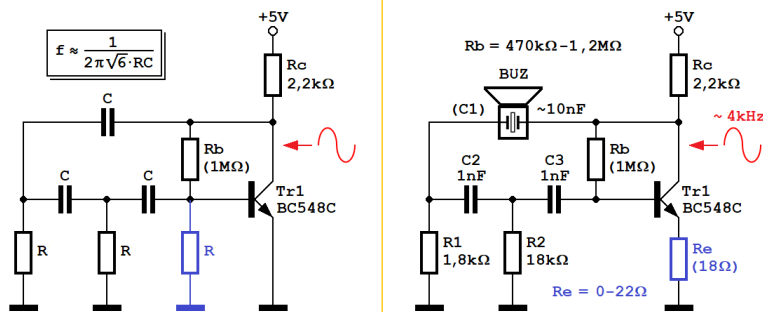 +5V
f ≈ 1
2π√6·RC
Rc
2,2kΩ
C
Rb
(1MΩ)
C
C
Tr1
BC548C
R
R
R
+5V
Rb = 470kΩ-1,2MΩ
Rc
2,2kΩ
BUZ
(C1)
~10nF
~ 4kHz
C2
1nF
C3
1nF
Rb
(1MΩ)
Tr1
BC548C
R1
1,8kΩ
R2
18kΩ
Re
(18Ω)
Re = 0-22Ω